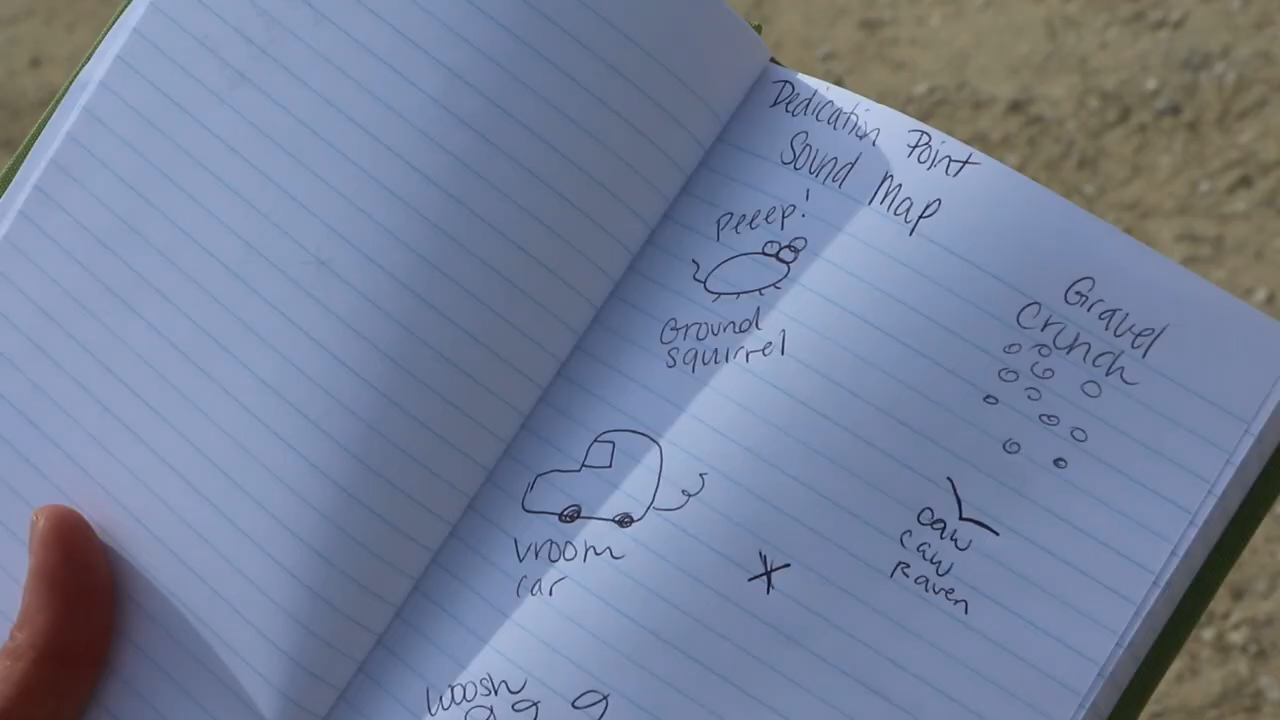 Dedication Point
Sound Map
peeep!
Ground
squirrel
Gravel
Crunch
vroom
car
caw
caw
Raven
woosh